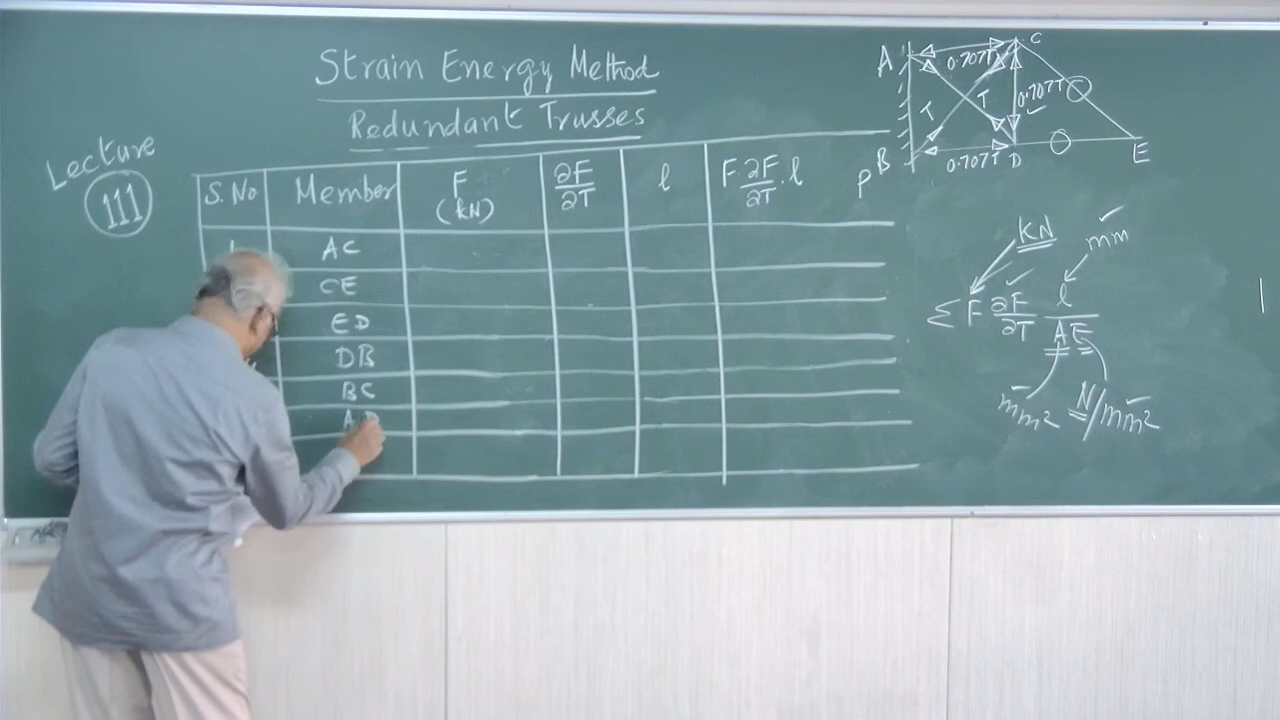 Strain Energy Method
Redundant Trusses
Lecture
111
S.No Member F (kN) ∂F/∂T l F.∂F/∂T.l P
AC
CE
ED
DB
BC
A C
0.707T
T T 0.707T ✓
B 0.707T D E
KN ✓
mm
Σ F ∂F/∂T l/AE
mm² N/mm²